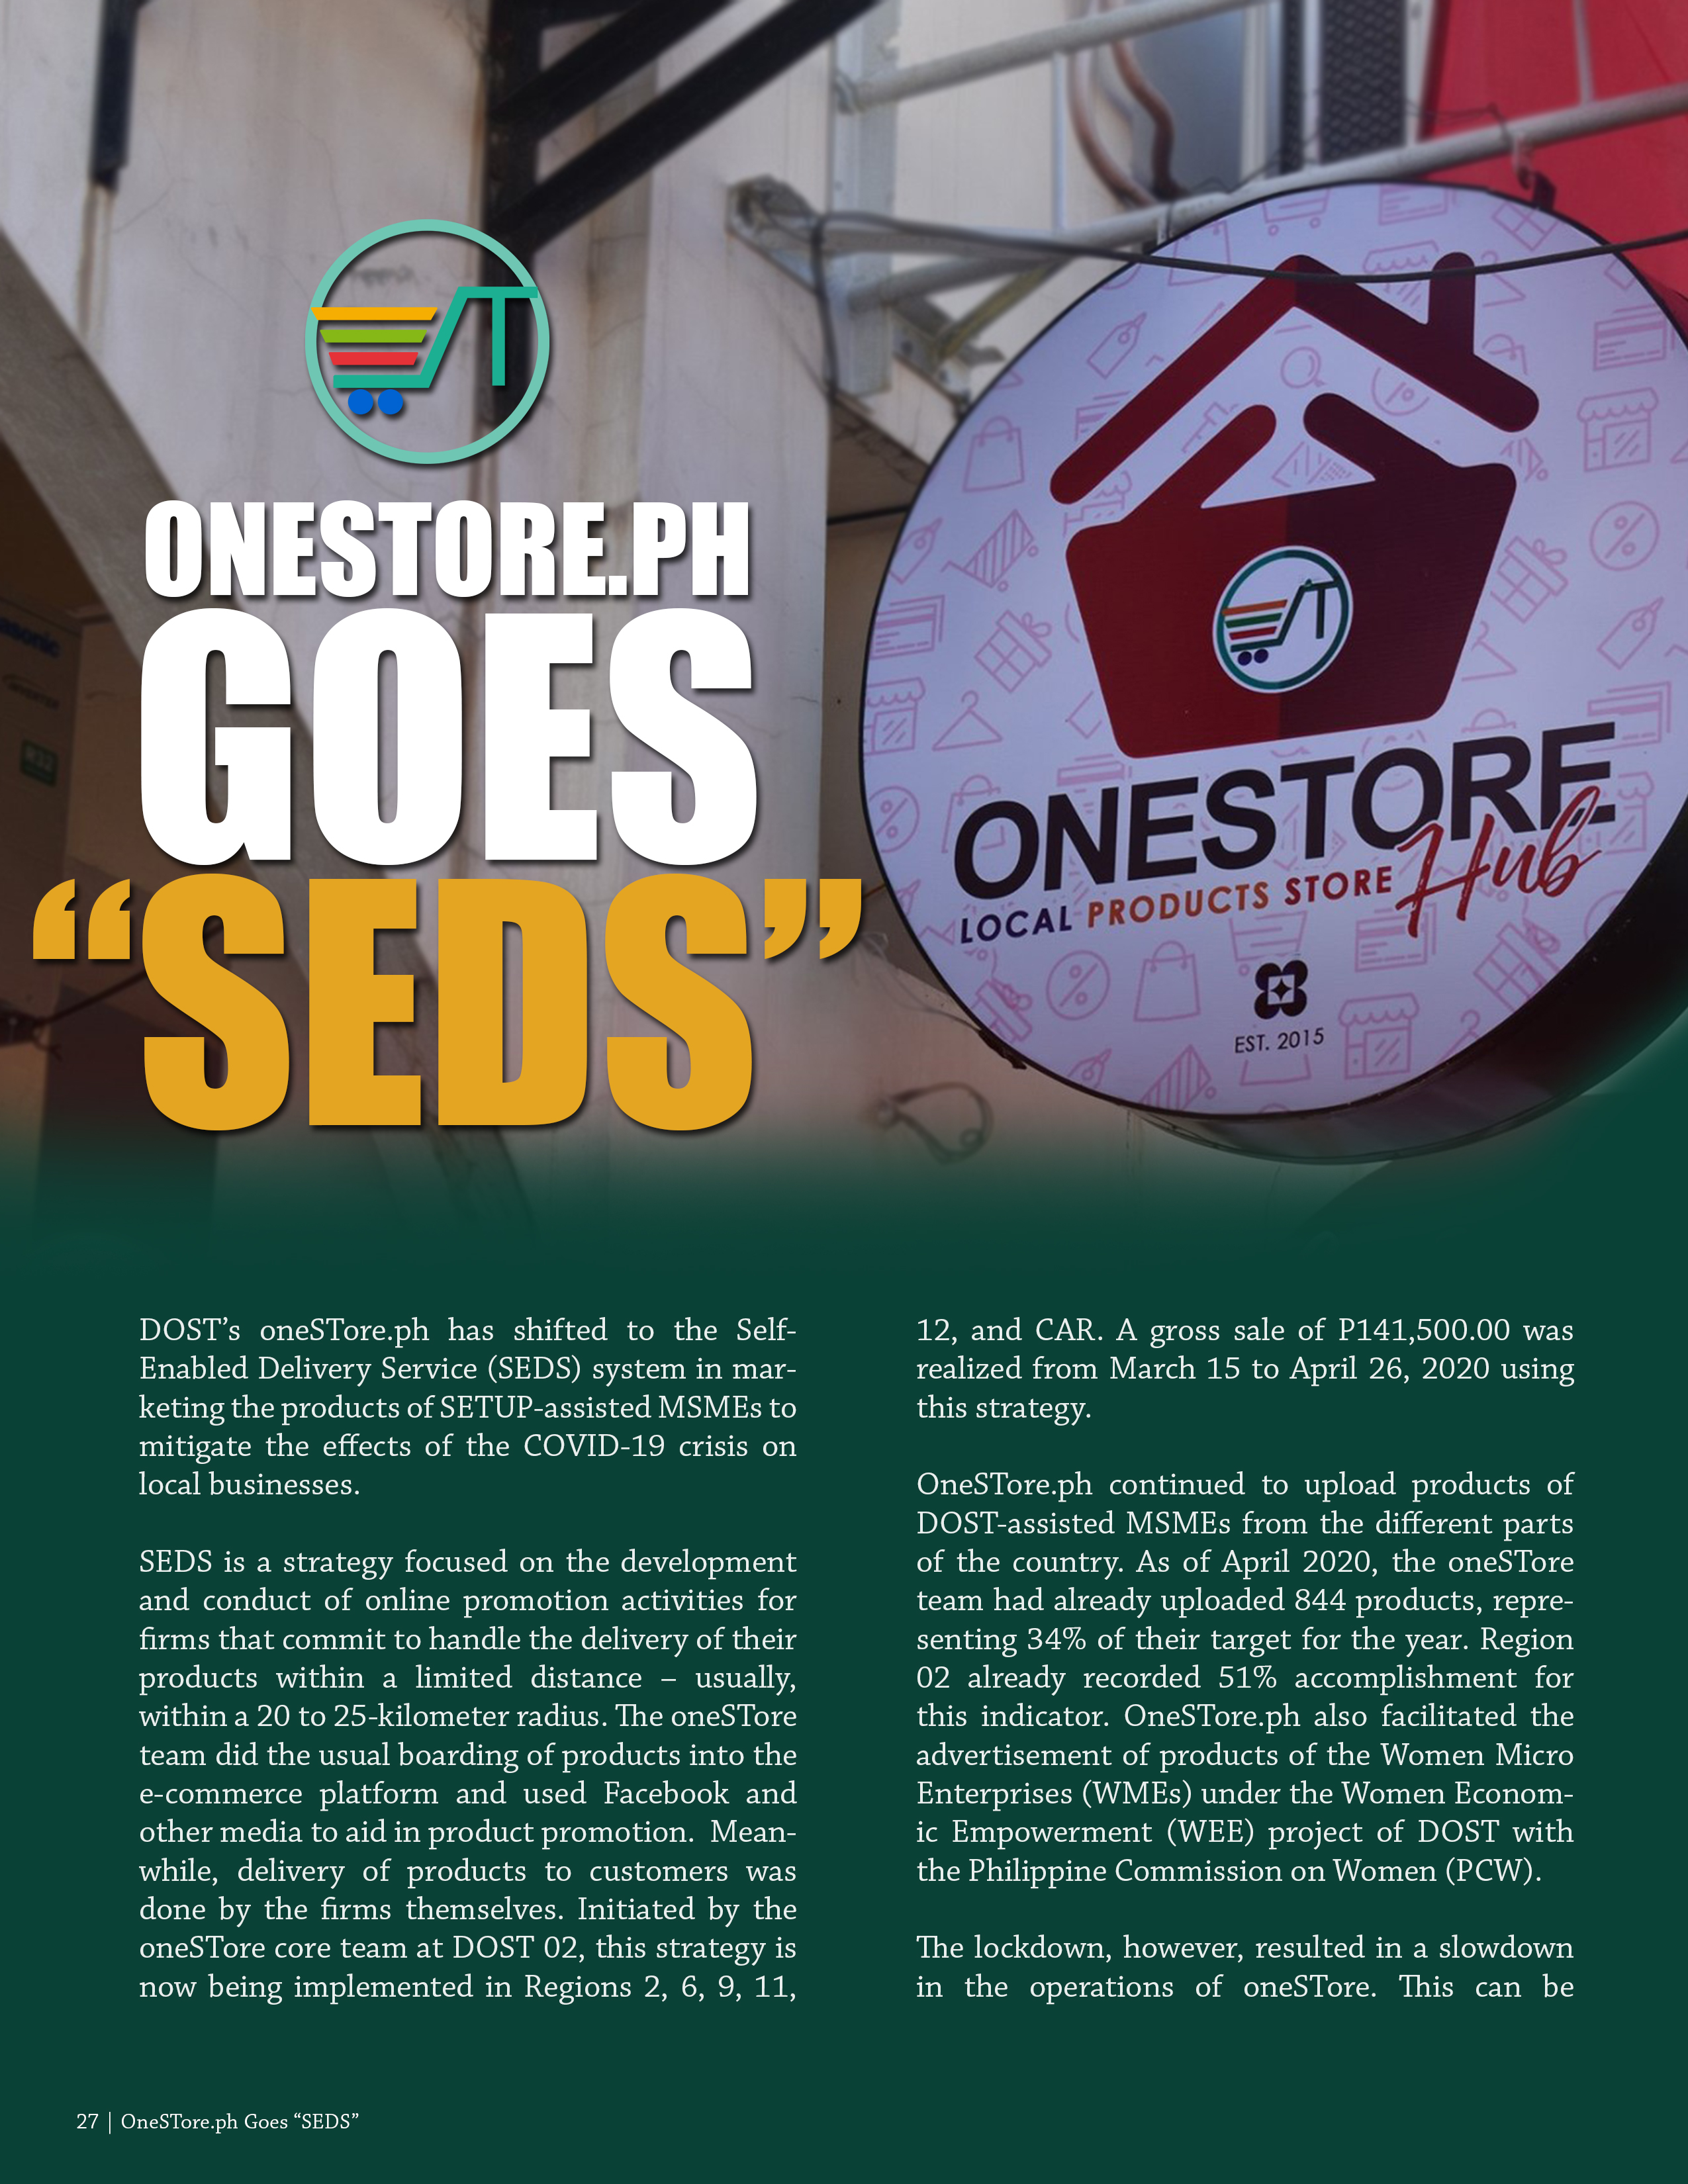 ONESTORE.PH
GOES
“SEDS”
ONESTORE
LOCAL PRODUCTS STORE Hub
EST. 2015
DOST’s oneSTore.ph has shifted to the Self-
Enabled Delivery Service (SEDS) system in mar-
keting the products of SETUP-assisted MSMEs to
mitigate the effects of the COVID-19 crisis on
local businesses.
SEDS is a strategy focused on the development
and conduct of online promotion activities for
firms that commit to handle the delivery of their
products within a limited distance – usually,
within a 20 to 25-kilometer radius. The oneSTore
team did the usual boarding of products into the
e-commerce platform and used Facebook and
other media to aid in product promotion. Mean-
while, delivery of products to customers was
done by the firms themselves. Initiated by the
oneSTore core team at DOST 02, this strategy is
now being implemented in Regions 2, 6, 9, 11,
12, and CAR. A gross sale of P141,500.00 was
realized from March 15 to April 26, 2020 using
this strategy.
OneSTore.ph continued to upload products of
DOST-assisted MSMEs from the different parts
of the country. As of April 2020, the oneSTore
team had already uploaded 844 products, repre-
senting 34% of their target for the year. Region
02 already recorded 51% accomplishment for
this indicator. OneSTore.ph also facilitated the
advertisement of products of the Women Micro
Enterprises (WMEs) under the Women Econom-
ic Empowerment (WEE) project of DOST with
the Philippine Commission on Women (PCW).
The lockdown, however, resulted in a slowdown
in the operations of oneSTore. This can be
27 | OneSTore.ph Goes “SEDS”